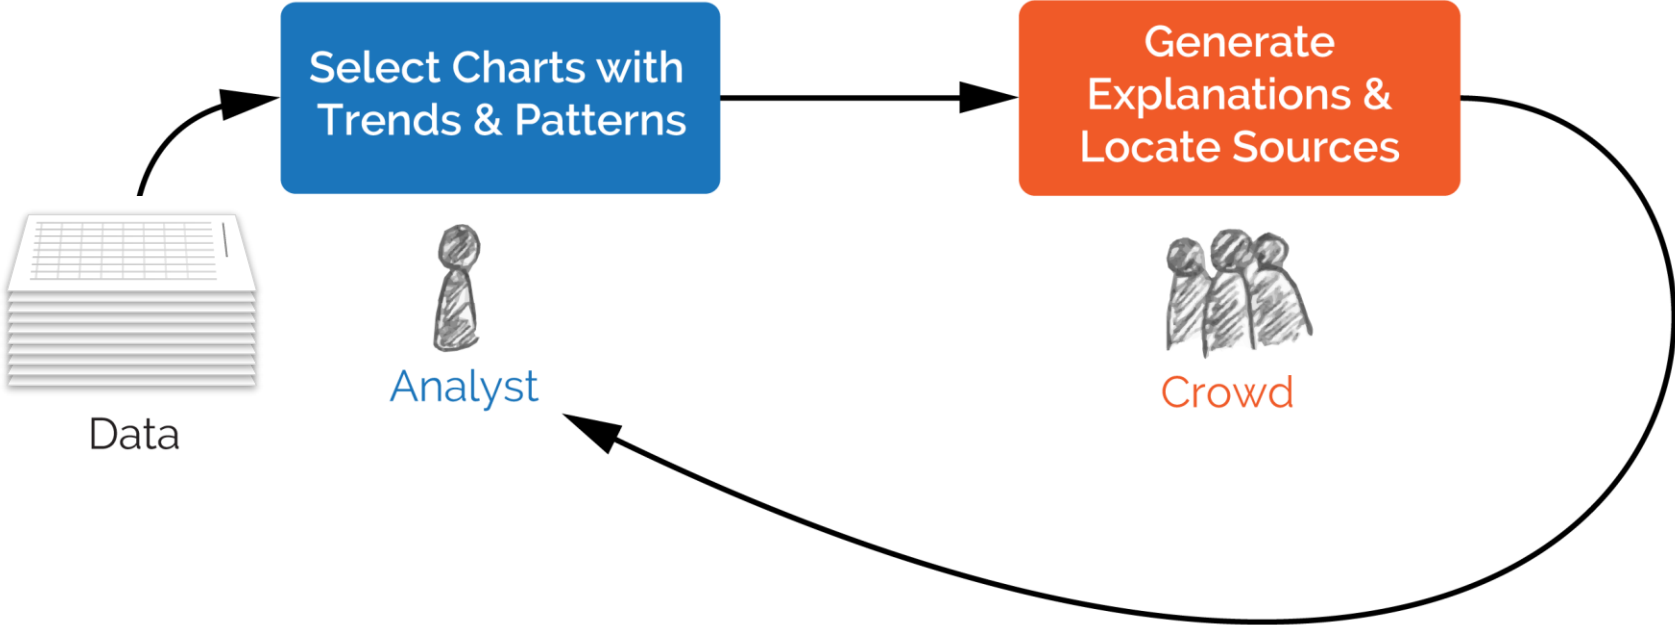 Select Charts with
Trends & Patterns
Generate
Explanations &
Locate Sources
Data
Analyst
Crowd